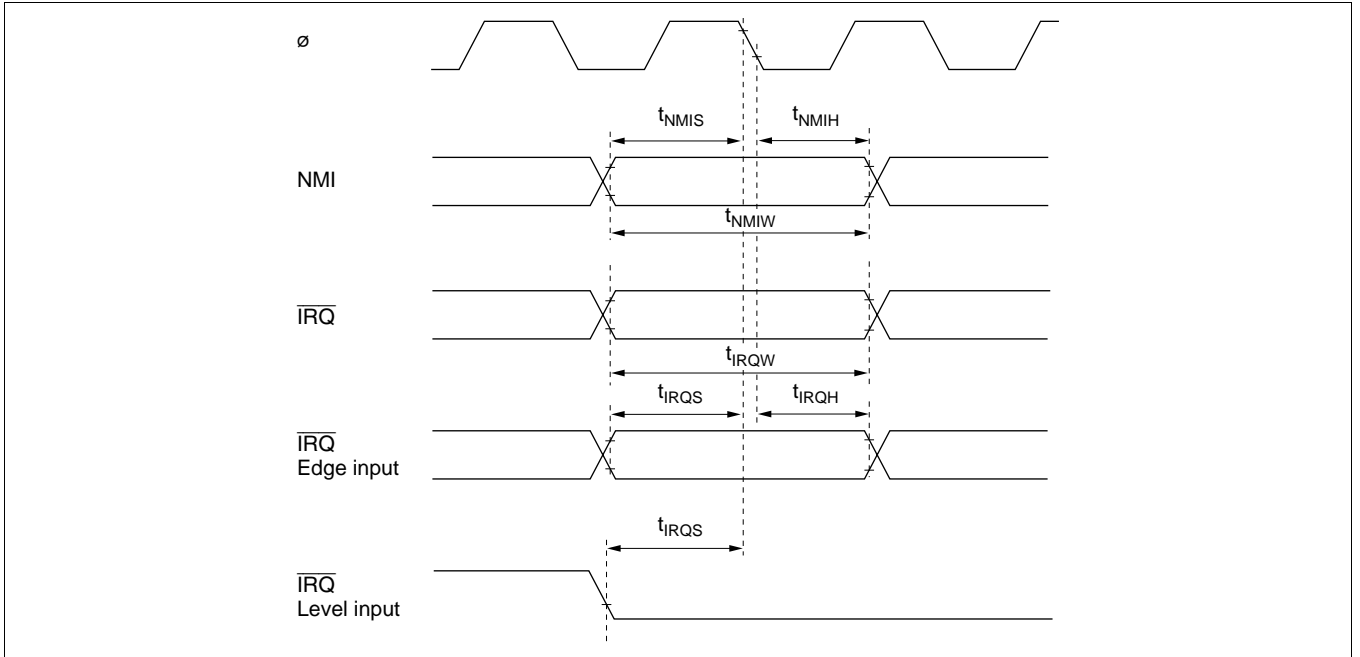 ø
tNMIS tNMIH
NMI
tNMIW
IRQ
tIRQW
tIRQS tIRQH
IRQ
Edge input
tIRQS
IRQ
Level input